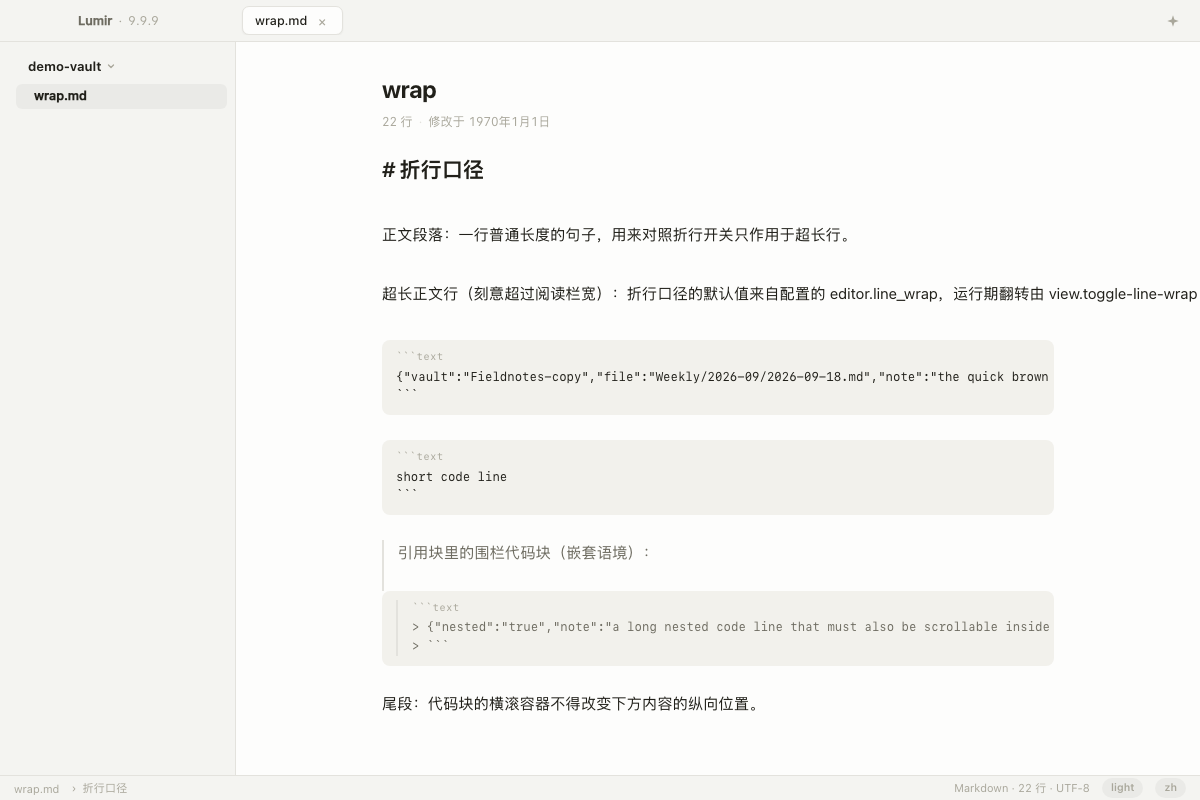 Lumir · 9.9.9
wrap.md ×
demo-vault
wrap.md
wrap
22 行 · 修改于 1970年1月1日
# 折行口径
正文段落：一行普通长度的句子，用来对照折行开关只作用于超长行。
超长正文行（刻意超过阅读栏宽）：折行口径的默认值来自配置的 editor.line_wrap，运行期翻转由 view.toggle-line-wrap
```text
{"vault":"Fieldnotes-copy","file":"Weekly/2026-09/2026-09-18.md","note":"the quick brown
```
```text
short code line
```
引用块里的围栏代码块（嵌套语境）：
```text
> {"nested":"true","note":"a long nested code line that must also be scrollable inside
> ```
尾段：代码块的横滚容器不得改变下方内容的纵向位置。
wrap.md › 折行口径
Markdown · 22 行 · UTF-8 light zh